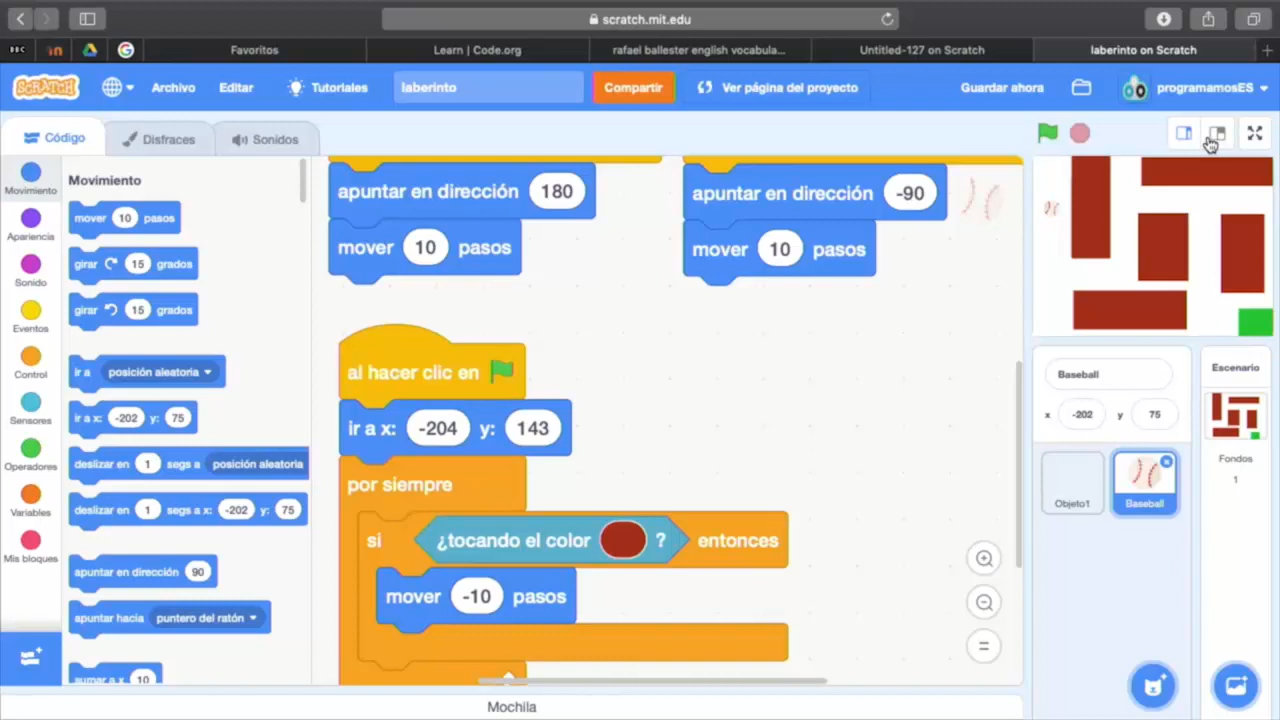 scratch.mit.edu
Favoritos
Learn | Code.org
rafael ballester english vocabula...
Untitled-127 on Scratch
laberinto on Scratch
SCRATCH
Archivo
Editar
Tutoriales
laberinto
Compartir
Ver página del proyecto
Guardar ahora
programamosES
Código
Disfraces
Sonidos
Movimiento
Apariencia
Sonido
Eventos
Control
Sensores
Operadores
Variables
Mis bloques
Movimiento
mover 10 pasos
girar 15 grados
girar 15 grados
ir a posición aleatoria
ir a x: -202 y: 75
deslizar en 1 segs a posición aleatoria
deslizar en 1 segs a x: -202 y: 75
apuntar en dirección 90
apuntar hacia puntero del ratón
sumar a x 10
apuntar en dirección 180
mover 10 pasos
apuntar en dirección -90
mover 10 pasos
al hacer clic en
ir a x: -204 y: 143
por siempre
si ¿tocando el color ? entonces
mover -10 pasos
Baseball
x -202 y 75
Objeto1
Baseball
Escenario
Fondos
1
Mochila